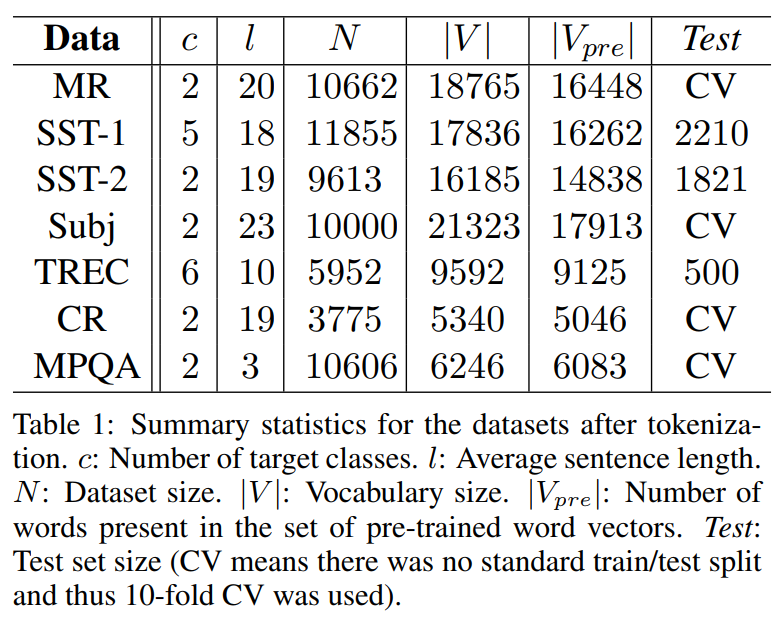 Data c l N |V| |Vpre| Test
MR 2 20 10662 18765 16448 CV
SST-1 5 18 11855 17836 16262 2210
SST-2 2 19 9613 16185 14838 1821
Subj 2 23 10000 21323 17913 CV
TREC 6 10 5952 9592 9125 500
CR 2 19 3775 5340 5046 CV
MPQA 2 3 10606 6246 6083 CV
Table 1: Summary statistics for the datasets after tokeniza-
tion. c: Number of target classes. l: Average sentence length.
N: Dataset size. |V|: Vocabulary size. |Vpre|: Number of
words present in the set of pre-trained word vectors. Test:
Test set size (CV means there was no standard train/test split
and thus 10-fold CV was used).